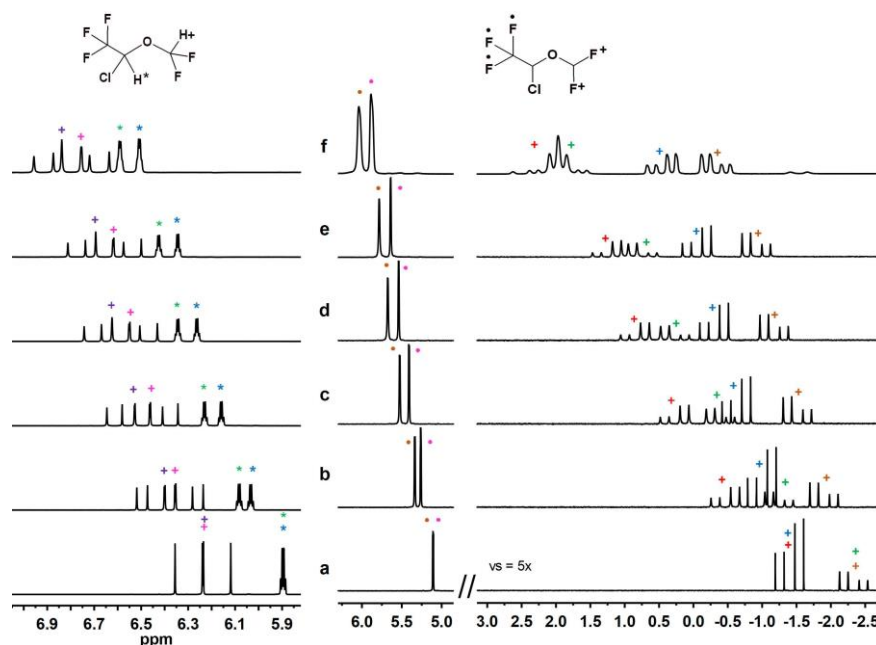 F
F
F
O
H+
F
F
Cl
H*
F
F
F
O
F+
Cl
F+
f
e
d
c
b
a
vs = 5x
6.9 6.7 6.5 6.3 6.1 5.9
ppm
6.0 5.5 5.0
3.0 2.5 2.0 1.5 1.0 0.5 0.0 -0.5 -1.0 -1.5 -2.0 -2.5